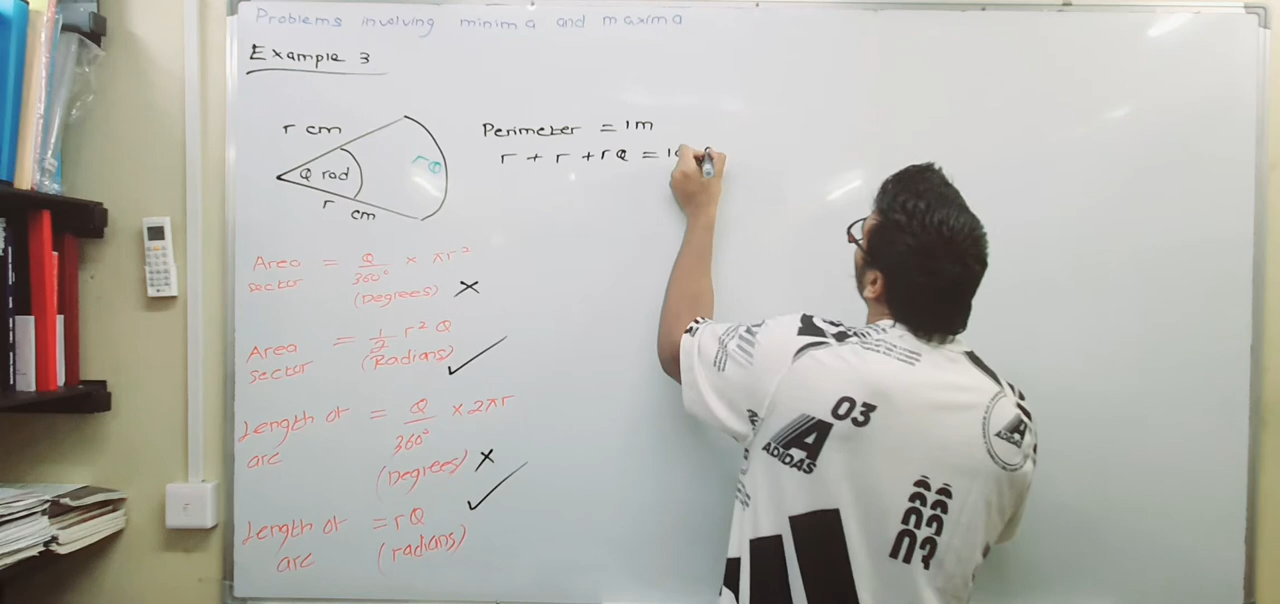 Problems involving minima and maxima
Example 3
r cm
θ rad
r cm
rθ
Perimeter = 1m
r + r + rθ = 10
Area sector = θ/360° × πr²
(Degrees) ×
Area sector = 1/2 r² θ
(Radians) ✓
Length of arc = θ/360° × 2πr
(Degrees) ×
Length of arc = rθ
(radians) ✓
03
ADIDAS
ADIDAS